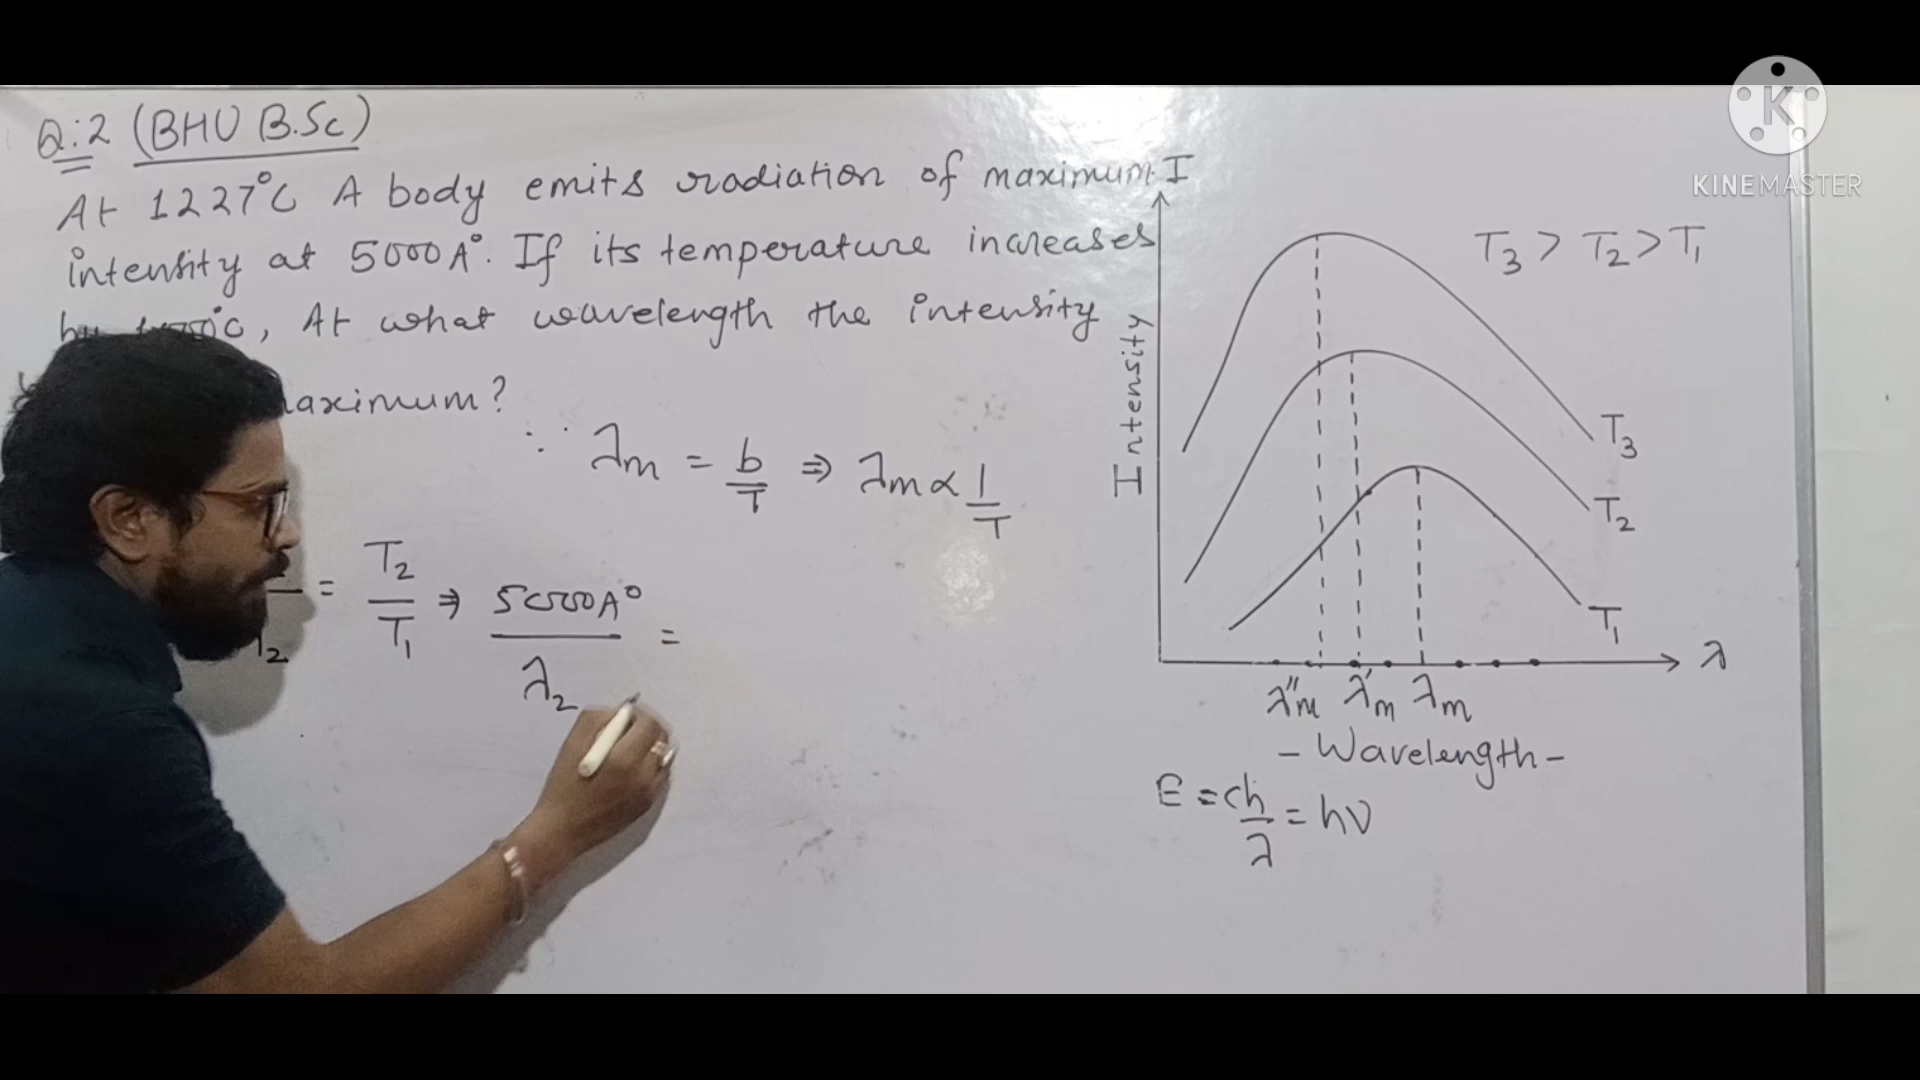 Q:2 (BHU B.Sc)
At 1227°C A body emits radiation of maximum
intensity at 5000A°. If its temperature increases
°C, At what wavelength the intensity
aximum?
∵ λm = b/T ⇒ λm ∝ 1/T
= T2/T1 ⇒ 5000A°/λ2 =
I
Intensity
T3 > T2 > T1
T3
T2
T1
λ
λ"m λ'm λm
- Wavelength -
E = ch/λ = hν
K
KINEMASTER